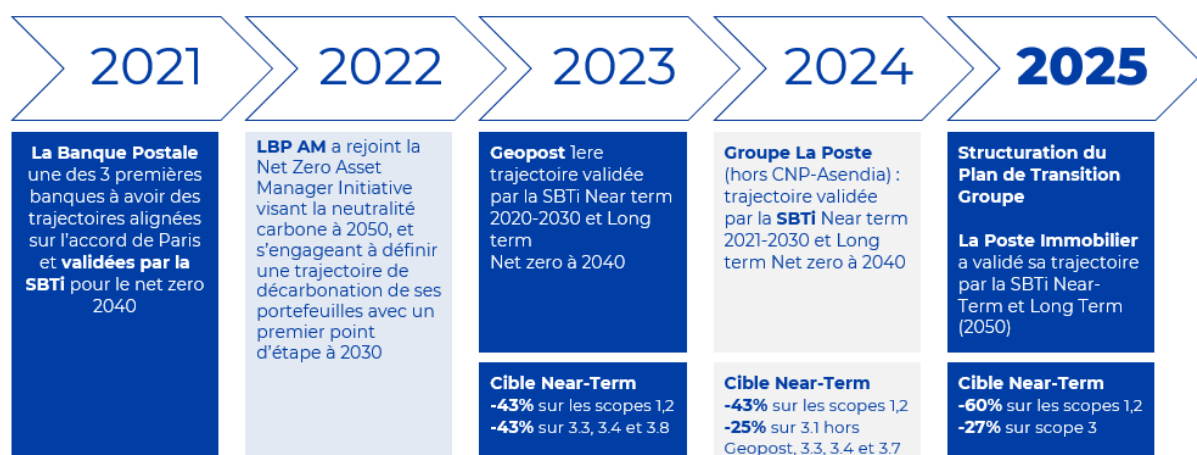 2021
2022
2023
2024
2025
La Banque Postale
une des 3 premières
banques à avoir des
trajectoires alignées
sur l'accord de Paris
et validées par la
SBTi pour le net zero
2040
LBP AM a rejoint la
Net Zero Asset
Manager Initiative
visant la neutralité
carbone à 2050, et
s'engageant à définir
une trajectoire de
décarbonation de ses
portefeuilles avec un
premier point
d'étape à 2030
Geopost 1ere
trajectoire validée
par la SBTi Near term
2020-2030 et Long
term
Net zero à 2040
Cible Near-Term
-43% sur les scopes 1,2
-43% sur 3.3, 3.4 et 3.8
Groupe La Poste
(hors CNP-Asendia) :
trajectoire validée
par la SBTi Near term
2021-2030 et Long
term Net zero à 2040
Cible Near-Term
-43% sur les scopes 1,2
-25% sur 3.1 hors
Geopost, 3.3, 3.4 et 3.7
Structuration du
Plan de Transition
Groupe
La Poste Immobilier
a validé sa trajectoire
par la SBTi Near-
Term et Long Term
(2050)
Cible Near-Term
-60% sur les scopes 1,2
-27% sur scope 3